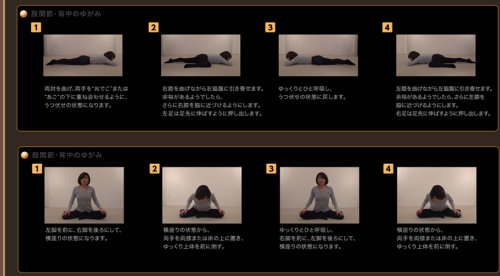 股関節・背中のゆがみ
1
両肘を曲げ、両手を"おでこ"または
"あご"の下に重ね合わせるように、
うつ伏せの状態になります。
2
右膝を曲げながら右脇腹に引き寄せます。
余裕があるようでしたら、
さらに右膝を脇に近づけるようにします。
左足は足先に伸ばすように押し出します。
3
ゆっくりとひと呼吸し、
うつ伏せの状態に戻します。
4
左膝を曲げながら左脇腹に引き寄せます。
余裕があるようでしたら、さらに左膝を
脇に近づけるようにします。
右足は足先に伸ばすように押し出します。
股関節・背中のゆがみ
1
左脚を前に、右脚を後ろにして、
横座りの状態になります。
2
横座りの状態から、
両手を両膝または床の上に置き、
ゆっくり上体を前に倒す。
3
ゆっくりとひと呼吸し、
右脚を前に、左脚を後ろにして、
横座りの状態になります。
4
横座りの状態から、
両手を両膝または床の上に置き、
ゆっくり上体を前に倒す。